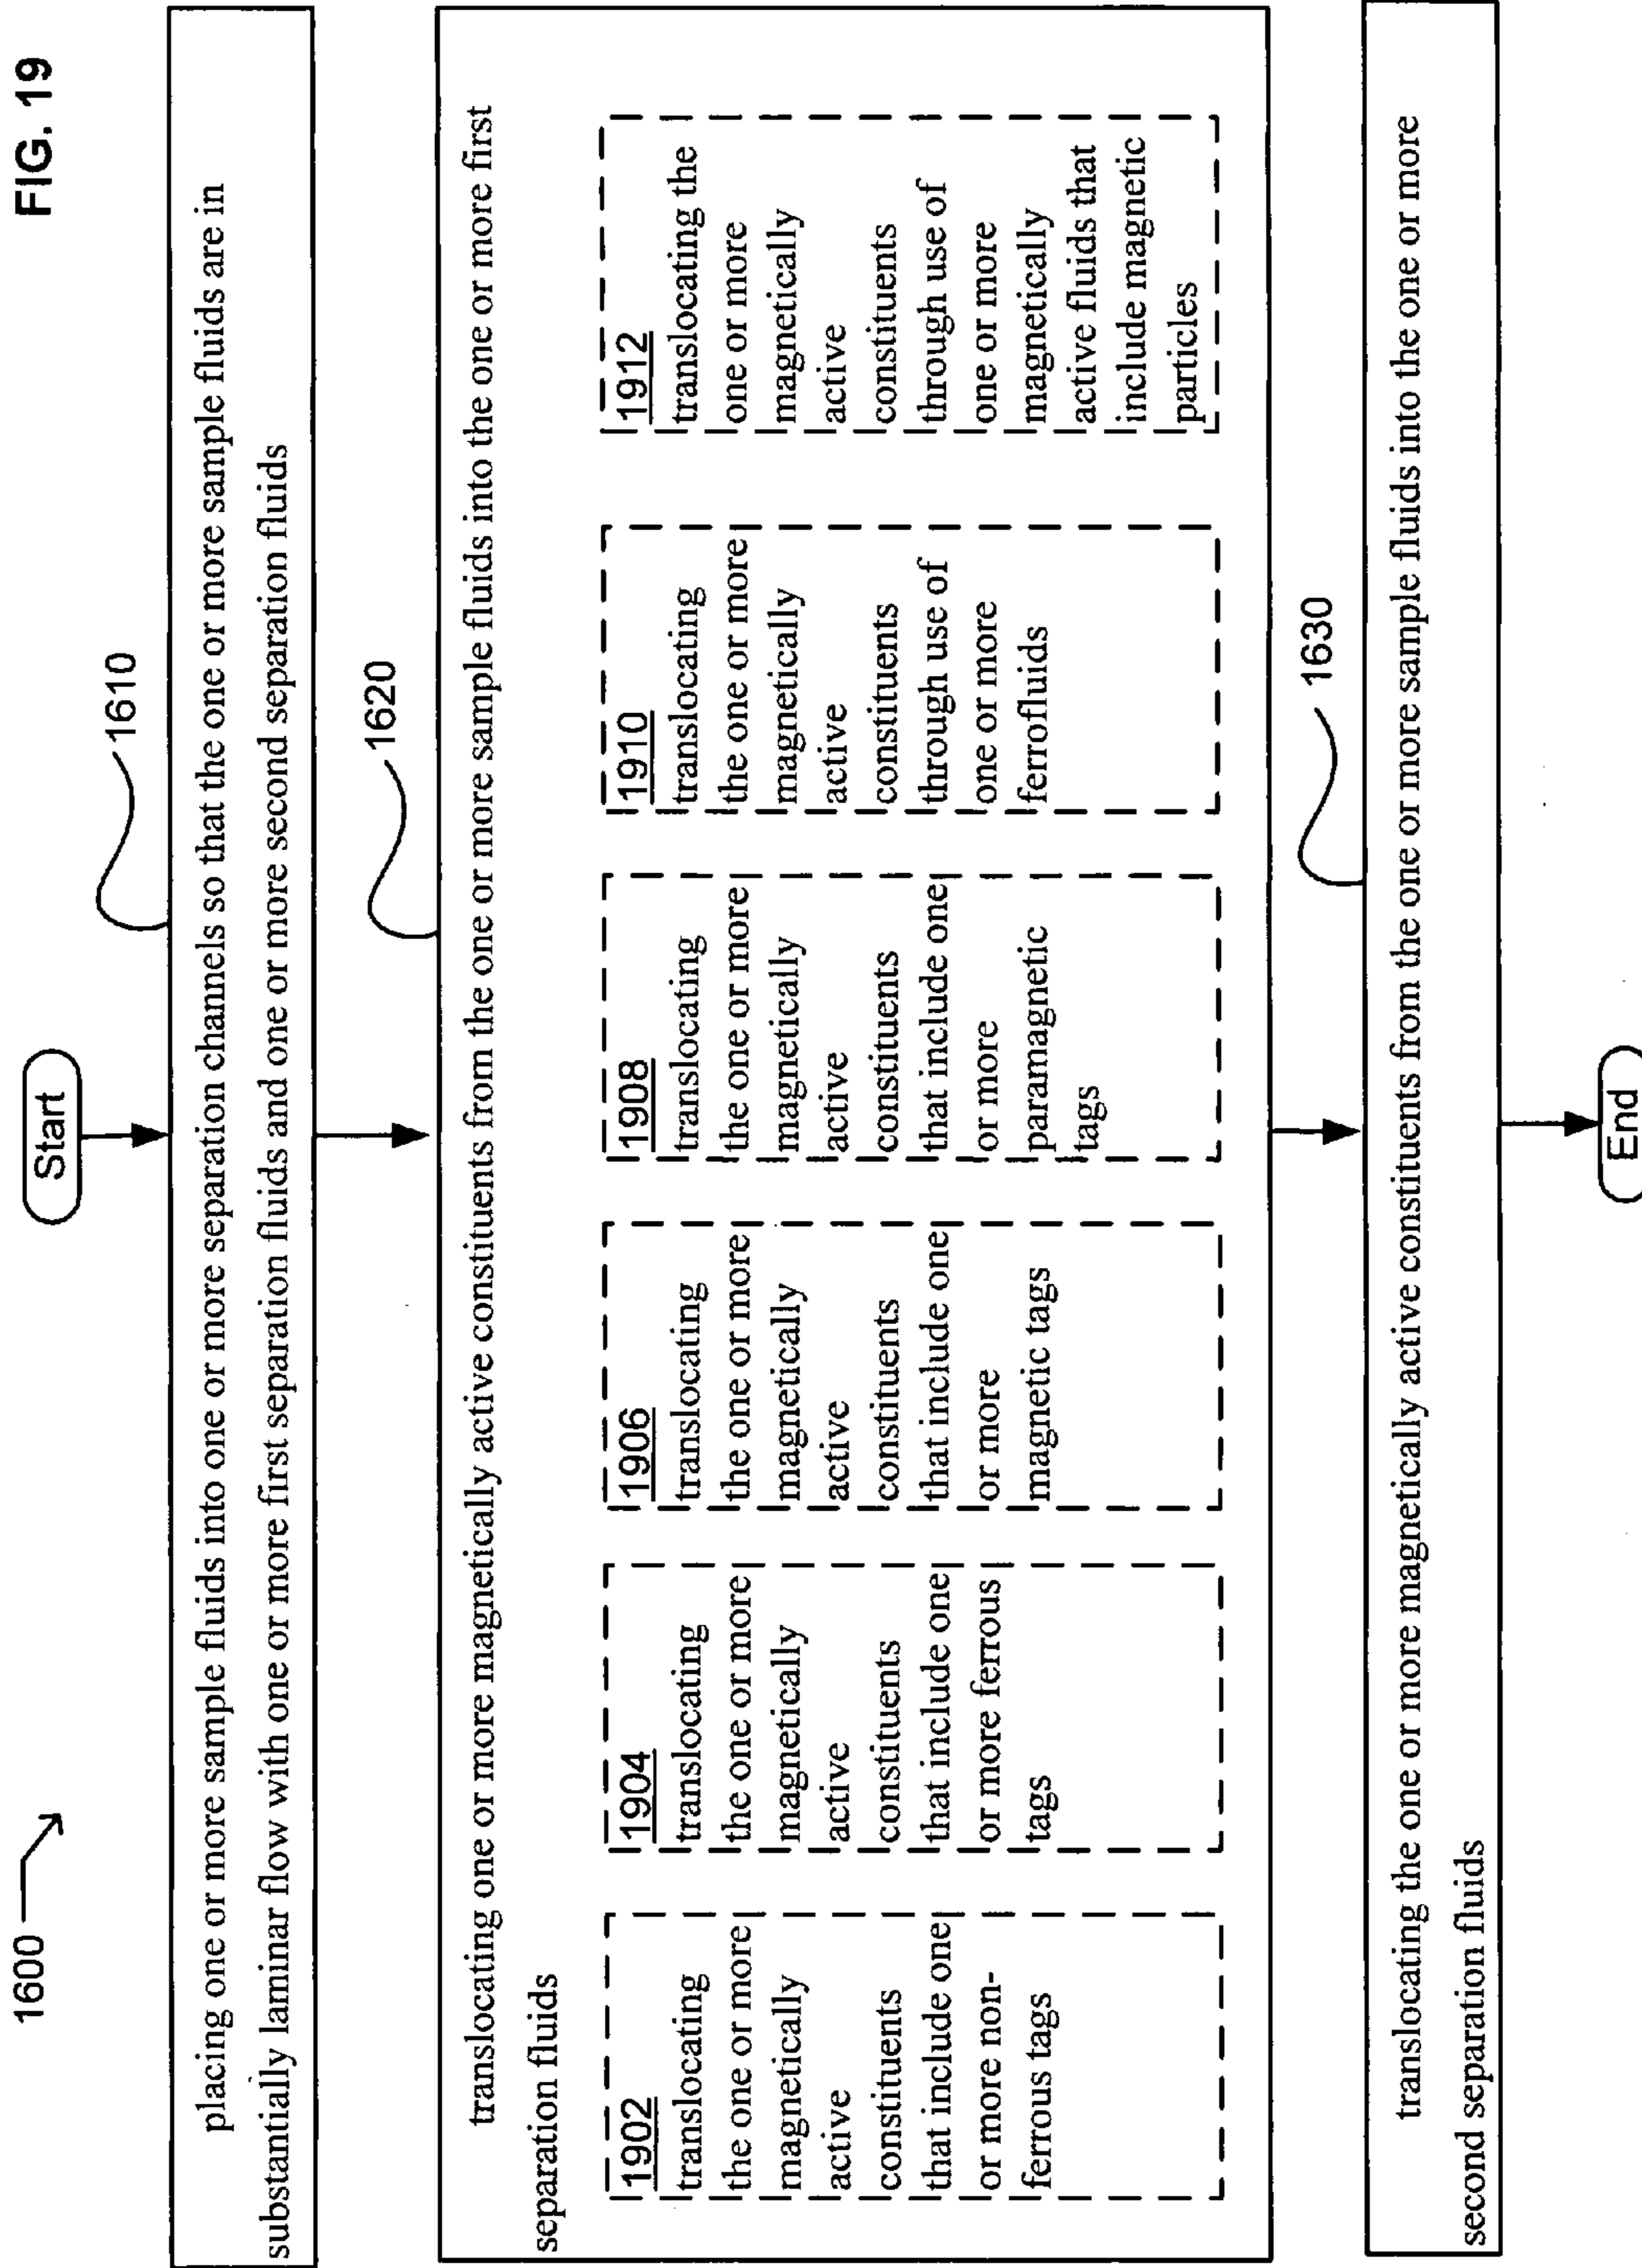 FIG. 19
1600
Start
1610
placing one or more sample fluids into one or more separation channels so that the one or more sample fluids are in
substantially laminar flow with one or more first separation fluids and one or more second separation fluids
1620
translocating one or more magnetically active constituents from the one or more sample fluids into the one or more first
separation fluids
1902
translocating
the one or more
magnetically
active
constituents
that include one
or more non-
ferrous tags
1904
translocating
the one or more
magnetically
active
constituents
that include one
or more ferrous
tags
1906
translocating
the one or more
magnetically
active
constituents
that include one
or more
magnetic tags
1908
translocating
the one or more
magnetically
active
constituents
that include one
or more
paramagnetic
tags
1910
translocating
the one or more
magnetically
active
constituents
through use of
one or more
ferrofluids
1912
translocating the
one or more
magnetically
active
constituents
through use of
one or more
magnetically
active fluids that
include magnetic
particles
1630
translocating the one or more magnetically active constituents from the one or more sample fluids into the one or more
second separation fluids
End